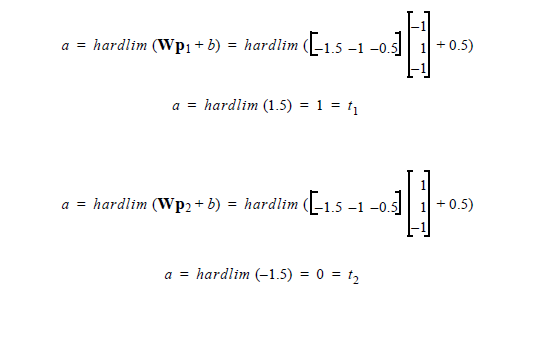 a = hardlim (Wp₁ + b) = hardlim ([–1.5 –1 –0.5] [–1 1 –1] + 0.5)
a = hardlim (1.5) = 1 = t₁
a = hardlim (Wp₂ + b) = hardlim ([–1.5 –1 –0.5] [1 1 –1] + 0.5)
a = hardlim (–1.5) = 0 = t₂